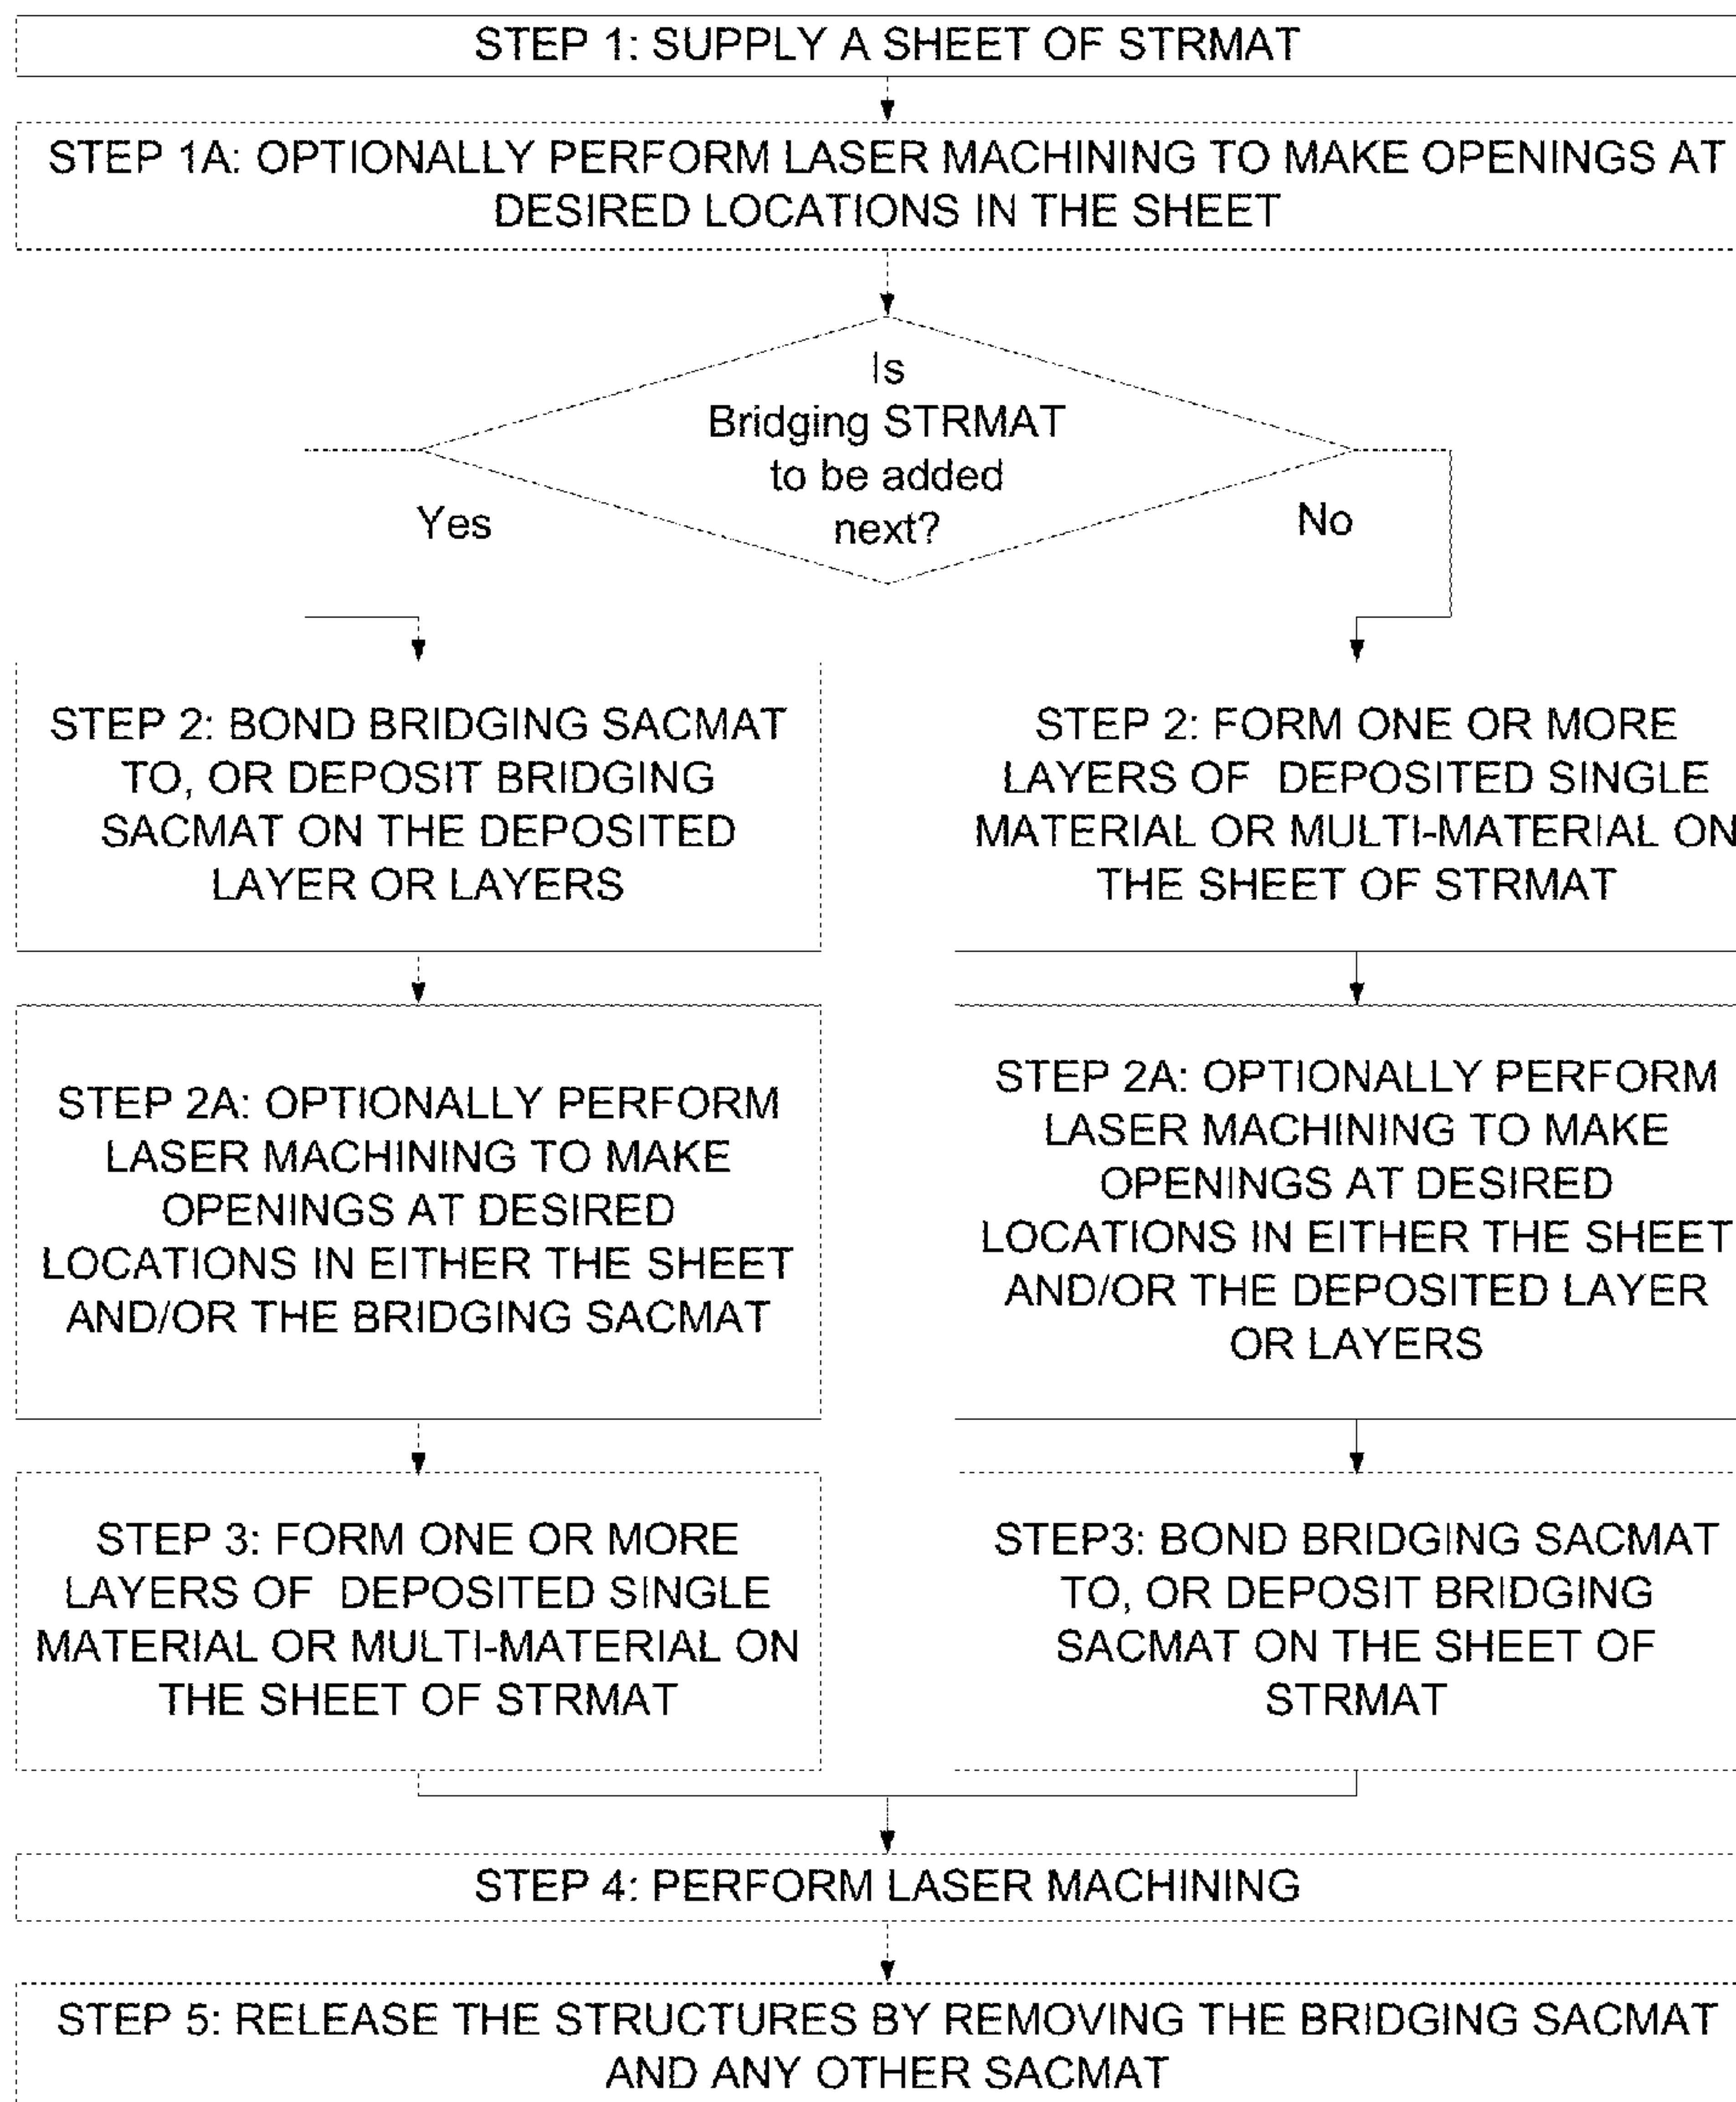 STEP 1: SUPPLY A SHEET OF STRMAT
STEP 1A: OPTIONALLY PERFORM LASER MACHINING TO MAKE OPENINGS AT
DESIRED LOCATIONS IN THE SHEET
Is
Bridging STRMAT
to be added
next?
Yes
No
STEP 2: BOND BRIDGING SACMAT
TO, OR DEPOSIT BRIDGING
SACMAT ON THE DEPOSITED
LAYER OR LAYERS
STEP 2: FORM ONE OR MORE
LAYERS OF DEPOSITED SINGLE
MATERIAL OR MULTI-MATERIAL ON
THE SHEET OF STRMAT
STEP 2A: OPTIONALLY PERFORM
LASER MACHINING TO MAKE
OPENINGS AT DESIRED
LOCATIONS IN EITHER THE SHEET
AND/OR THE BRIDGING SACMAT
STEP 2A: OPTIONALLY PERFORM
LASER MACHINING TO MAKE
OPENINGS AT DESIRED
LOCATIONS IN EITHER THE SHEET
AND/OR THE DEPOSITED LAYER
OR LAYERS
STEP 3: FORM ONE OR MORE
LAYERS OF DEPOSITED SINGLE
MATERIAL OR MULTI-MATERIAL ON
THE SHEET OF STRMAT
STEP3: BOND BRIDGING SACMAT
TO, OR DEPOSIT BRIDGING
SACMAT ON THE SHEET OF
STRMAT
STEP 4: PERFORM LASER MACHINING
STEP 5: RELEASE THE STRUCTURES BY REMOVING THE BRIDGING SACMAT
AND ANY OTHER SACMAT